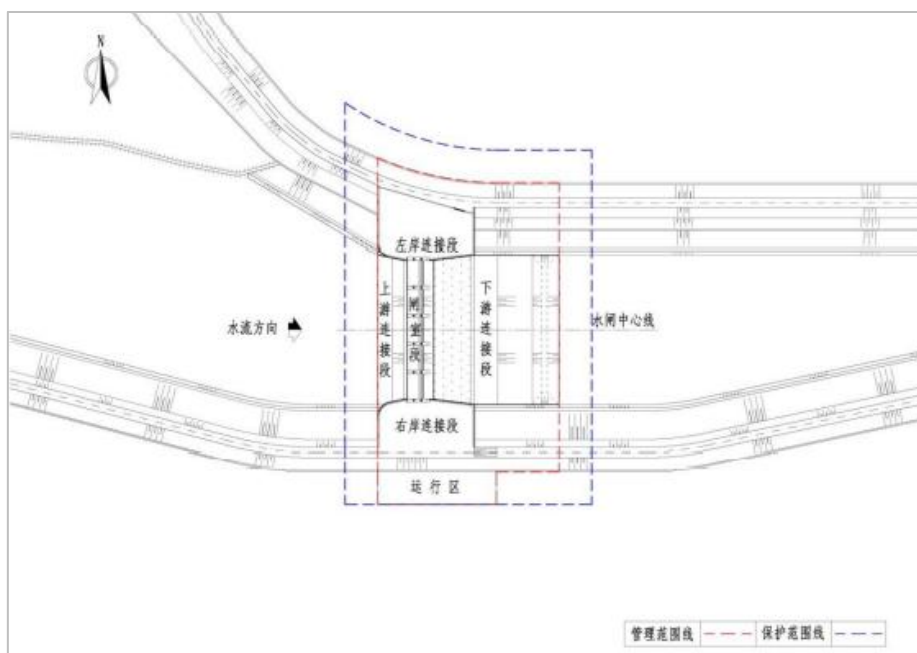 N
左岸连接段
上游连接段
闸室段
下游连接段
水流方向
水闸中心线
右岸连接段
运行区
管理范围线
保护范围线